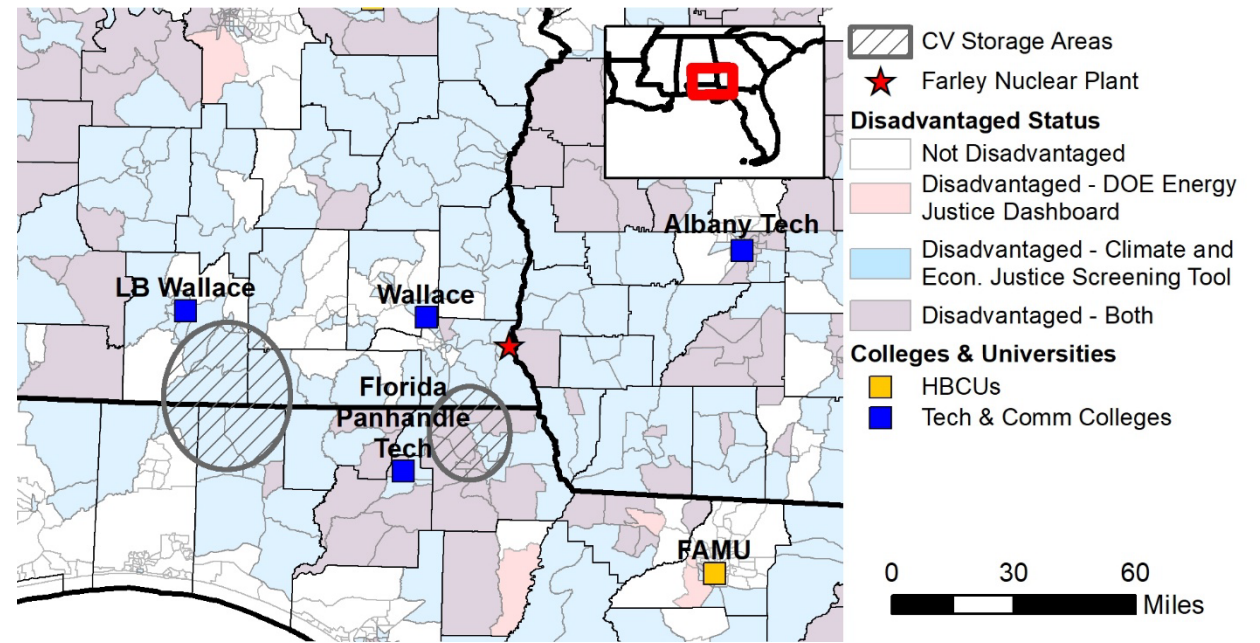 Albany Tech
LB Wallace
Wallace
Florida
Panhandle
Tech
FAMU
CV Storage Areas
Farley Nuclear Plant
Disadvantaged Status
Not Disadvantaged
Disadvantaged - DOE Energy
Justice Dashboard
Disadvantaged - Climate and
Econ. Justice Screening Tool
Disadvantaged - Both
Colleges & Universities
HBCUs
Tech & Comm Colleges
0 30 60
Miles